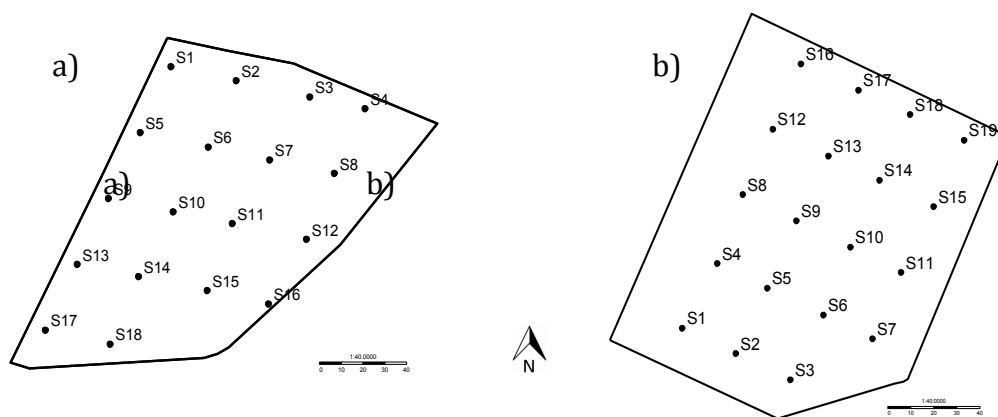 a)
S1
S2
S3
S4
S5
S6
S7
S8
a)
S9
b)
S10
S11
S12
S13
S14
S15
S16
S17
S18
1:40.0000
0 10 20 30 40
N
b)
S16
S17
S18
S19
S12
S13
S14
S15
S8
S9
S10
S11
S4
S5
S6
S7
S1
S2
S3
1:40.0000
0 10 20 30 40